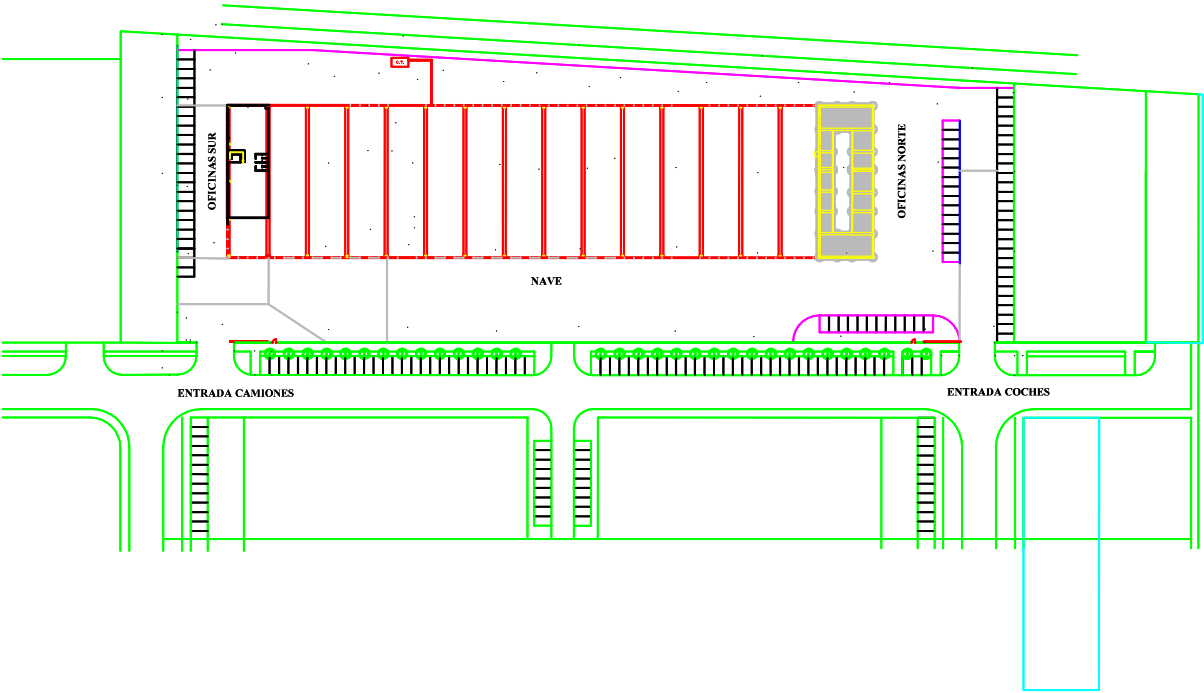 C.T.
OFICINAS SUR
OFICINAS NORTE
NAVE
ENTRADA CAMIONES
ENTRADA COCHES